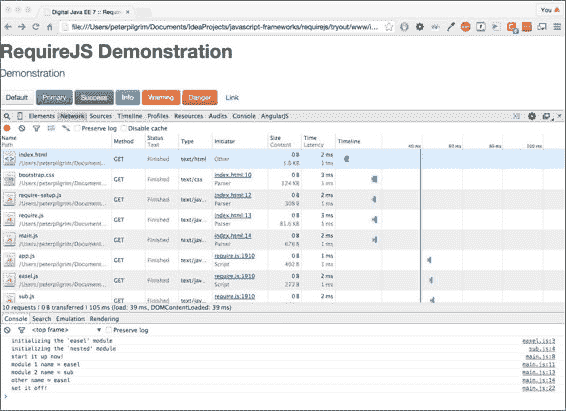 Digital Java EE 7 :: RequireJS
You
file:///Users/peterpilgrim/Documents/IdeaProjects/javascript-frameworks/requirejs/tryout/www/i...
RequireJS Demonstration
Demonstration
Default Primary Success Info Warning Danger Link
Elements Network Sources Timeline Profiles Resources Audits Console AngularJS
Preserve log Disable cache
Name Path Method Status Text Type Initiator Size Content Time Latency Timeline 40 ms 60 ms 80 ms 100 ms
index.html /Users/peterpilgrim/Document... GET Finished text/html Other 0 B 1.8 KB 2 ms 1 ms
bootstrap.css /Users/peterpilgrim/Document... GET Finished text/css index.html:10 Parser 0 B 124 KB 3 ms 2 ms
require-setup.js /Users/peterpilgrim/Document... GET Finished text/jav... index.html:12 Parser 0 B 308 B 2 ms 2 ms
require.js /Users/peterpilgrim/Document... GET Finished text/jav... index.html:13 Parser 0 B 81.6 KB 3 ms 2 ms
main.js /Users/peterpilgrim/Document... GET Finished text/jav... index.html:14 Parser 0 B 676 B 2 ms 2 ms
app.js /Users/peterpilgrim/Document... GET Finished text/jav... require.js:1910 Script 0 B 402 B 1 ms 1 ms
easel.js /Users/peterpilgrim/Document... GET Finished text/jav... require.js:1910 Script 0 B 272 B 2 ms 1 ms
sub.js GET Finished text/jav... require.js:1910 0 B 2 ms
10 requests | 0 B transferred | 105 ms (load: 39 ms, DOMContentLoaded: 39 ms)
Console Search Emulation Rendering
<top frame> Preserve log
initializing the 'easel' module easel.js:3
initializing the 'nested' module sub.js:4
start it up now! main.js:8
module 1 name = easel main.js:11
module 2 name = sub main.js:13
other name = easel main.js:14
set it off! main.js:22
>